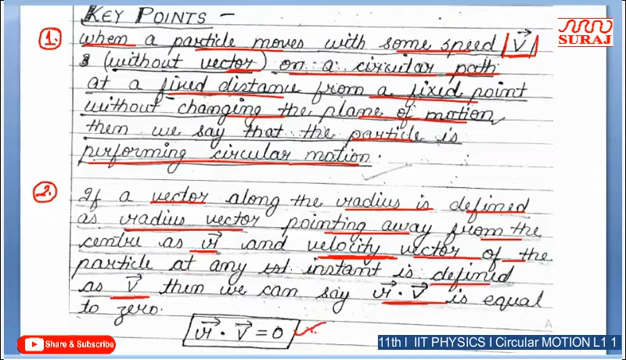 KEY POINTS -
1. when a particle moves with some speed |V⃗|
(without vector) on a circular path
at a fixed distance from a fixed point
without changing the plane of motion,
then we say that the particle is
performing circular motion.
2. If a vector along the radius is defined
as radius vector pointing away from the
centre as r⃗ and velocity vector of the
particle at any instant is defined
as V⃗ then we can say r⃗ · V⃗ is equal
to zero.
r⃗ · V⃗ = 0
SURAJ
Share & Subscribe
11th I IIT PHYSICS I Circular MOTION L1 1